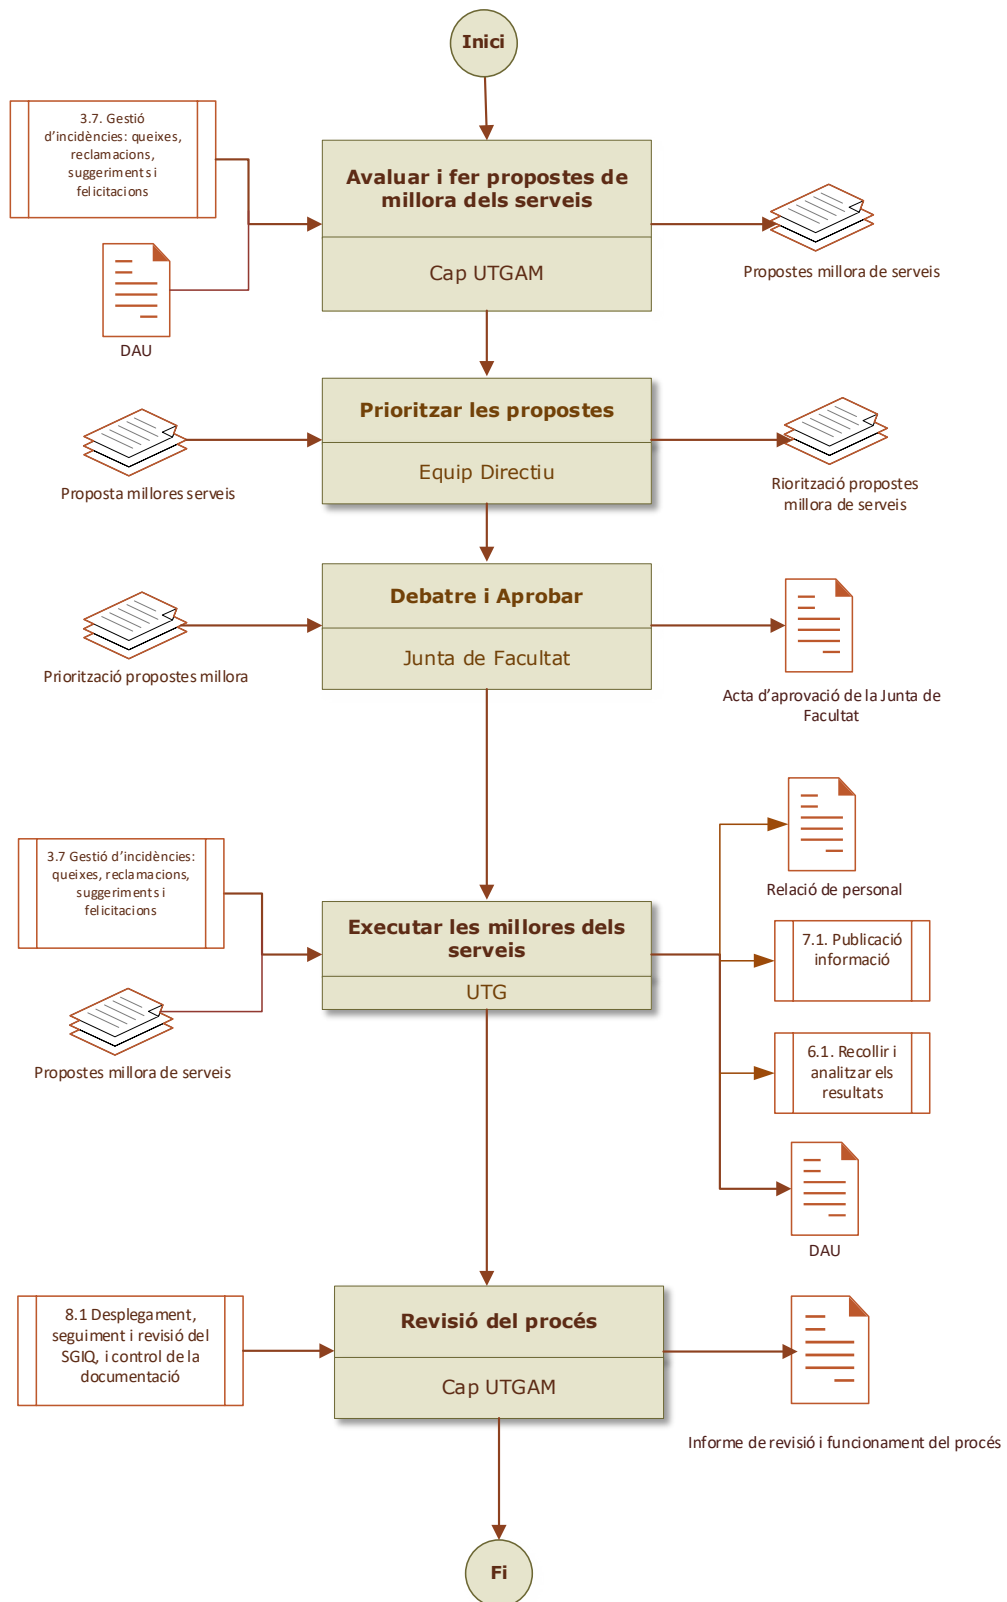 Inici
3.7. Gestió
d’incidències: queixes,
reclamacions,
suggeriments i
felicitacions
DAU
Avaluar i fer propostes de
millora dels serveis
Cap UTGAM
Propostes millora de serveis
Proposta millores serveis
Prioritzar les propostes
Equip Directiu
Riorització propostes
millora de serveis
Priorització propostes millora
Debatre i Aprobar
Junta de Facultat
Acta d’aprovació de la Junta de
Facultat
3.7 Gestió d’incidències:
queixes, reclamacions,
suggeriments i
felicitacions
Propostes millora de serveis
Executar les millores dels
serveis
UTG
Relació de personal
7.1. Publicació
informació
6.1. Recollir i
analitzar els
resultats
DAU
8.1 Desplegament,
seguiment i revisió del
SGIQ, i control de la
documentació
Revisió del procés
Cap UTGAM
Informe de revisió i funcionament del procés
Fi